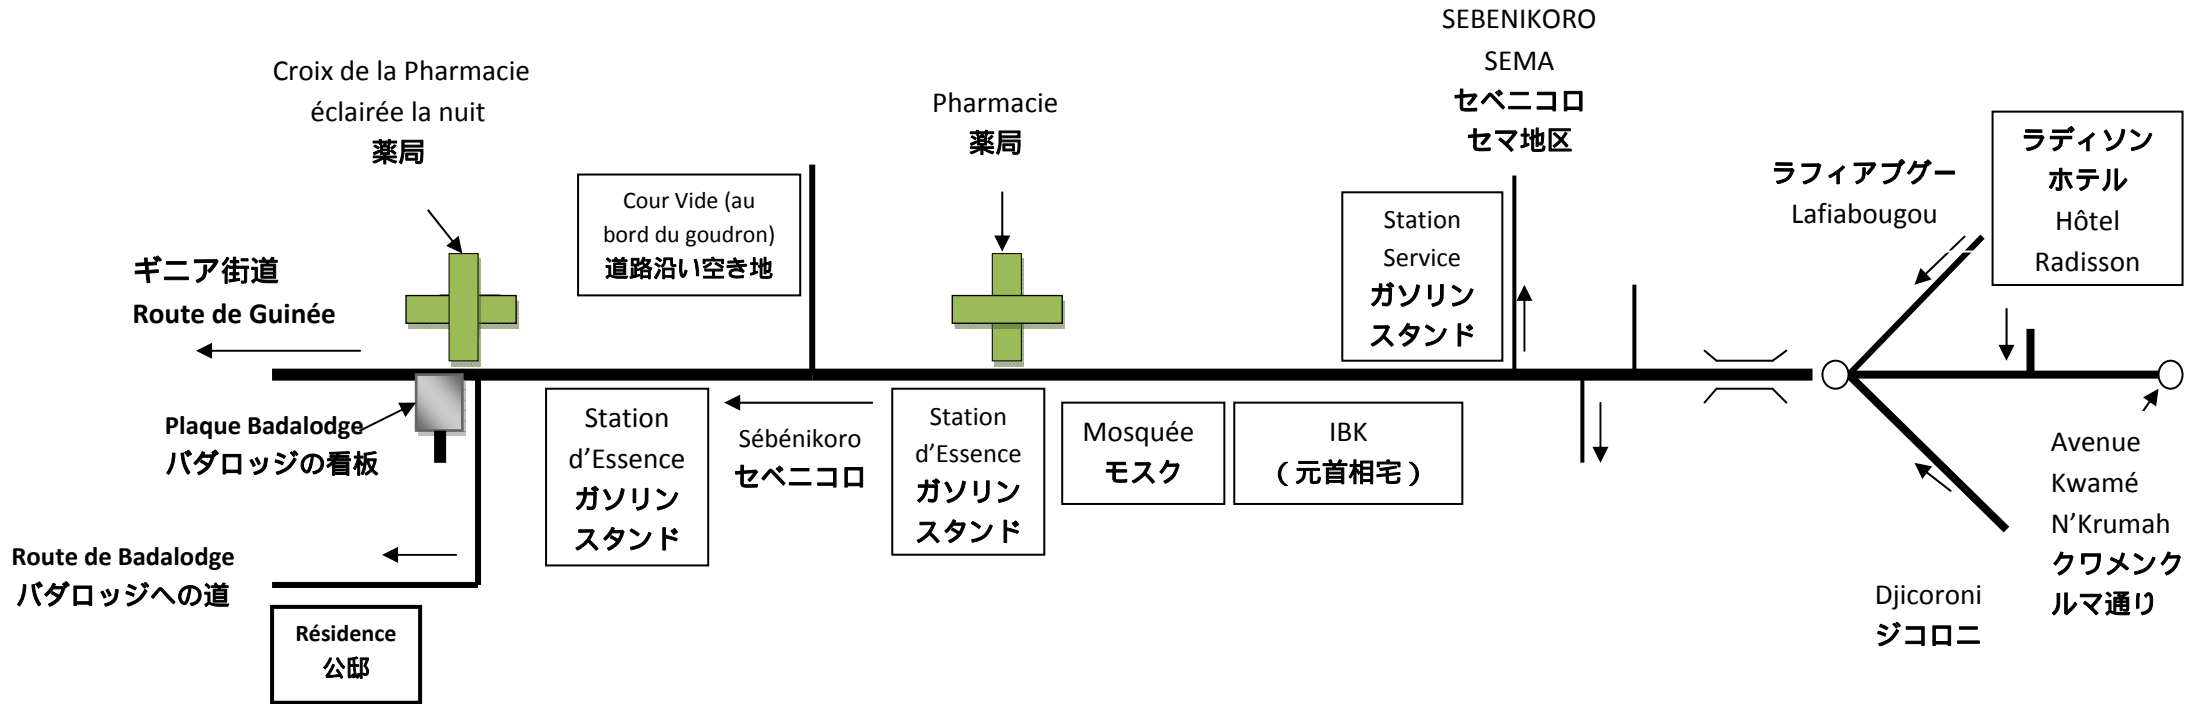 SEBENIKORO
SEMA
セベニコロ
セマ地区
Croix de la Pharmacie
éclairée la nuit
薬局
Pharmacie
薬局
ラディソン
ホテル
Hôtel
Radisson
ラフィアブグー
Lafiabougou
Cour Vide (au
bord du goudron)
道路沿い空き地
Station
Service
ガソリン
スタンド
ギニア街道
Route de Guinée
Plaque Badalodge
バダロッジの看板
Station
d’Essence
ガソリン
スタンド
Sébénikoro
セベニコロ
Station
d’Essence
ガソリン
スタンド
Mosquée
モスク
IBK
（元首相宅）
Avenue
Kwamé
N’Krumah
クワメンク
ルマ通り
Route de Badalodge
バダロッジへの道
Djicoroni
ジコロニ
Résidence
公邸